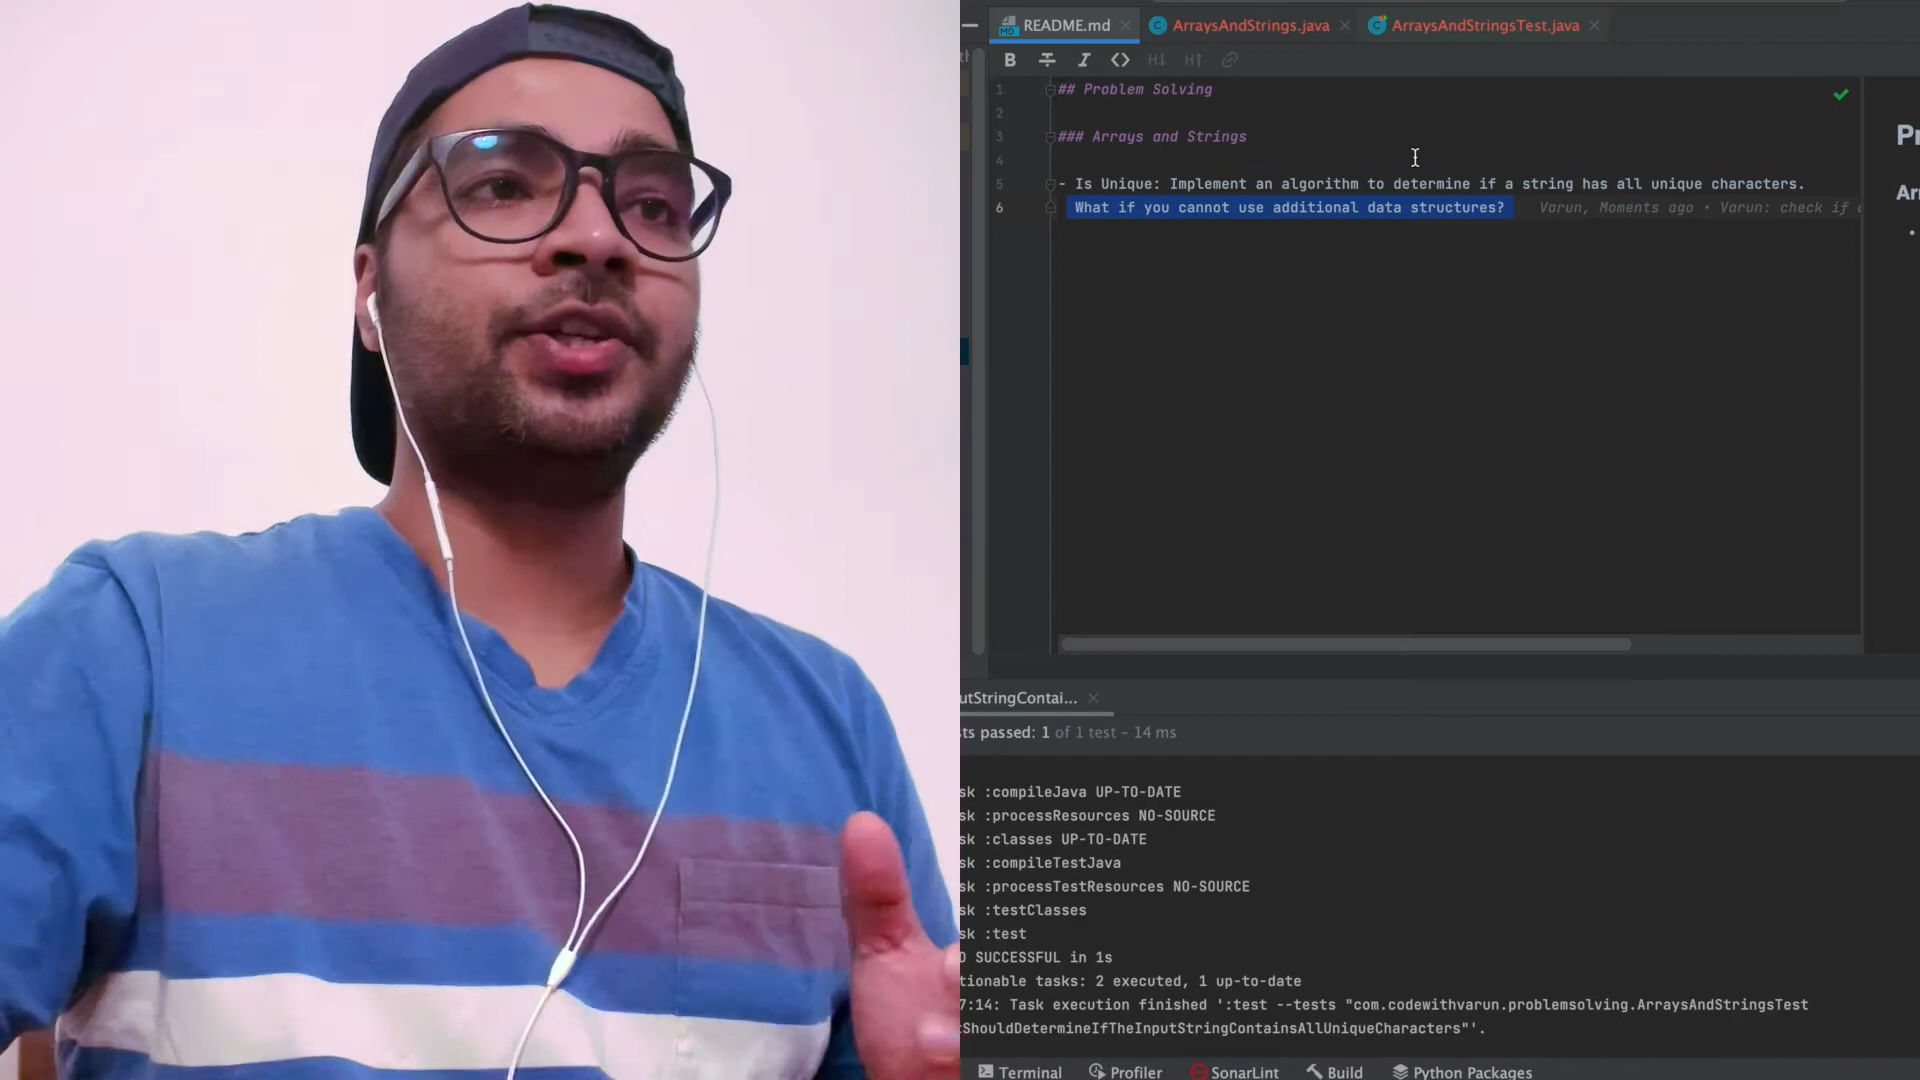 README.md
ArraysAndStrings.java
ArraysAndStringsTest.java
B
I
1 ## Problem Solving
2
3 ### Arrays and Strings
4
5 - Is Unique: Implement an algorithm to determine if a string has all unique characters.
6 What if you cannot use additional data structures? Varun, Moments ago • Varun: check if
utStringContai...
sts passed: 1 of 1 test – 14 ms
sk :compileJava UP-TO-DATE
sk :processResources NO-SOURCE
sk :classes UP-TO-DATE
sk :compileTestJava
sk :processTestResources NO-SOURCE
sk :testClasses
sk :test
D SUCCESSFUL in 1s
tionable tasks: 2 executed, 1 up-to-date
7:14: Task execution finished ':test --tests "com.codewithvarun.problemsolving.ArraysAndStringsTest
tShouldDetermineIfTheInputStringContainsAllUniqueCharacters"'.
Terminal
Profiler
SonarLint
Build
Python Packages